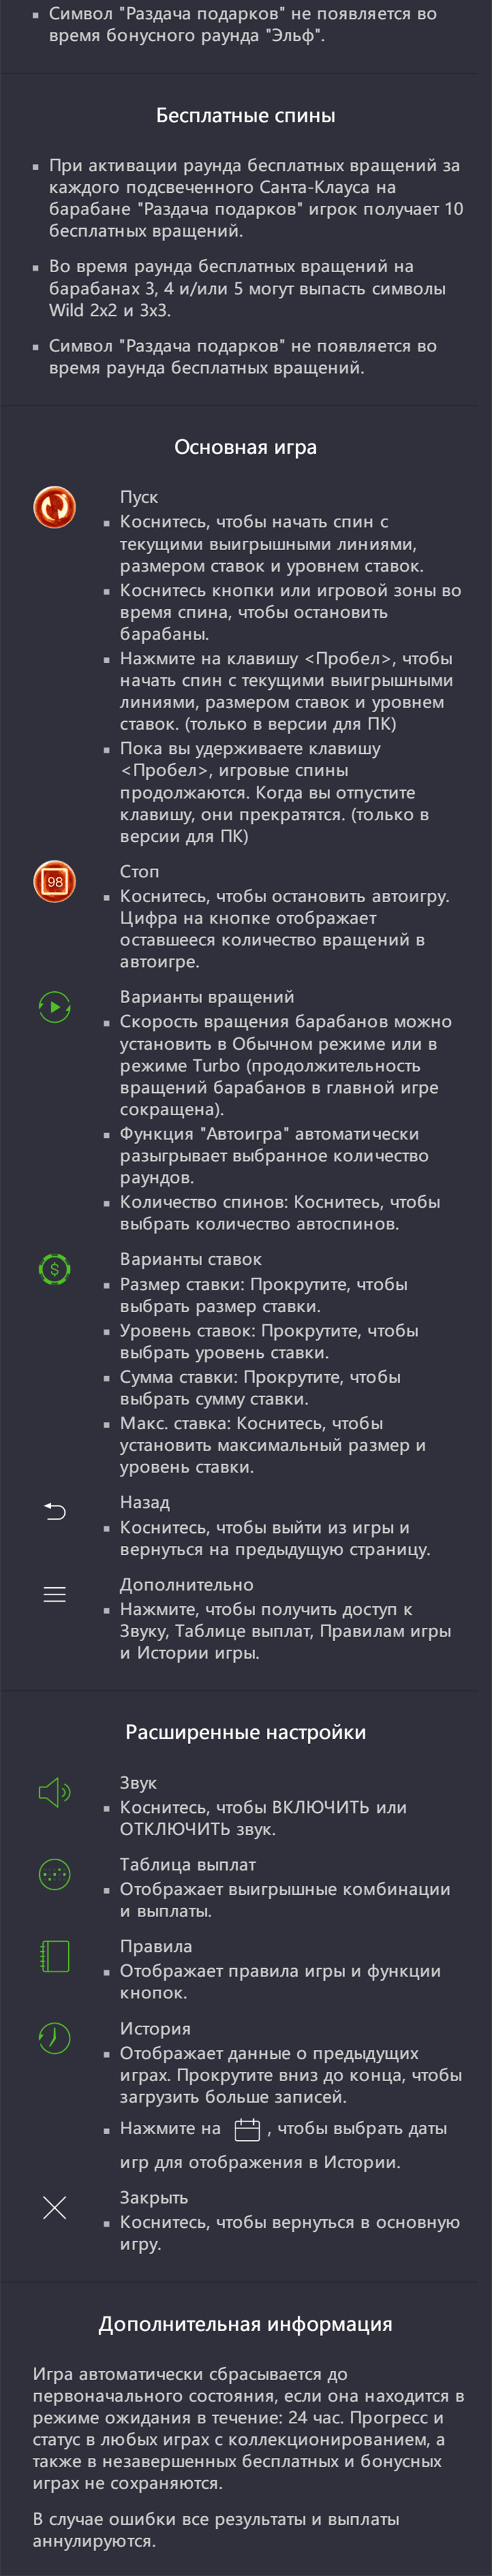 ▪ Символ "Раздача подарков" не появляется во
время бонусного раунда "Эльф".
Бесплатные спины
▪ При активации раунда бесплатных вращений за
каждого подсвеченного Санта-Клауса на
барабане "Раздача подарков" игрок получает 10
бесплатных вращений.
▪ Во время раунда бесплатных вращений на
барабанах 3, 4 и/или 5 могут выпасть символы
Wild 2x2 и 3x3.
▪ Символ "Раздача подарков" не появляется во
время раунда бесплатных вращений.
Основная игра
Пуск
▪ Коснитесь, чтобы начать спин с
текущими выигрышными линиями,
размером ставок и уровнем ставок.
▪ Коснитесь кнопки или игровой зоны во
время спина, чтобы остановить
барабаны.
▪ Нажмите на клавишу <Пробел>, чтобы
начать спин с текущими выигрышными
линиями, размером ставок и уровнем
ставок. (только в версии для ПК)
▪ Пока вы удерживаете клавишу
<Пробел>, игровые спины
продолжаются. Когда вы отпустите
клавишу, они прекратятся. (только в
версии для ПК)
98
Стоп
▪ Коснитесь, чтобы остановить автоигру.
Цифра на кнопке отображает
оставшееся количество вращений в
автоигре.
Варианты вращений
▪ Скорость вращения барабанов можно
установить в Обычном режиме или в
режиме Turbo (продолжительность
вращений барабанов в главной игре
сокращена).
▪ Функция "Автоигра" автоматически
разыгрывает выбранное количество
раундов.
▪ Количество спинов: Коснитесь, чтобы
выбрать количество автоспинов.
$
Варианты ставок
▪ Размер ставки: Прокрутите, чтобы
выбрать размер ставки.
▪ Уровень ставок: Прокрутите, чтобы
выбрать уровень ставки.
▪ Сумма ставки: Прокрутите, чтобы
выбрать сумму ставки.
▪ Макс. ставка: Коснитесь, чтобы
установить максимальный размер и
уровень ставки.
Назад
▪ Коснитесь, чтобы выйти из игры и
вернуться на предыдущую страницу.
Дополнительно
▪ Нажмите, чтобы получить доступ к
Звуку, Таблице выплат, Правилам игры
и Истории игры.
Расширенные настройки
Звук
▪ Коснитесь, чтобы ВКЛЮЧИТЬ или
ОТКЛЮЧИТЬ звук.
Таблица выплат
▪ Отображает выигрышные комбинации
и выплаты.
Правила
▪ Отображает правила игры и функции
кнопок.
История
▪ Отображает данные о предыдущих
играх. Прокрутите вниз до конца, чтобы
загрузить больше записей.
▪ Нажмите на , чтобы выбрать даты
игр для отображения в Истории.
Закрыть
▪ Коснитесь, чтобы вернуться в основную
игру.
Дополнительная информация
Игра автоматически сбрасывается до
первоначального состояния, если она находится в
режиме ожидания в течение: 24 час. Прогресс и
статус в любых играх с коллекционированием, а
также в незавершенных бесплатных и бонусных
играх не сохраняются.
В случае ошибки все результаты и выплаты
аннулируются.